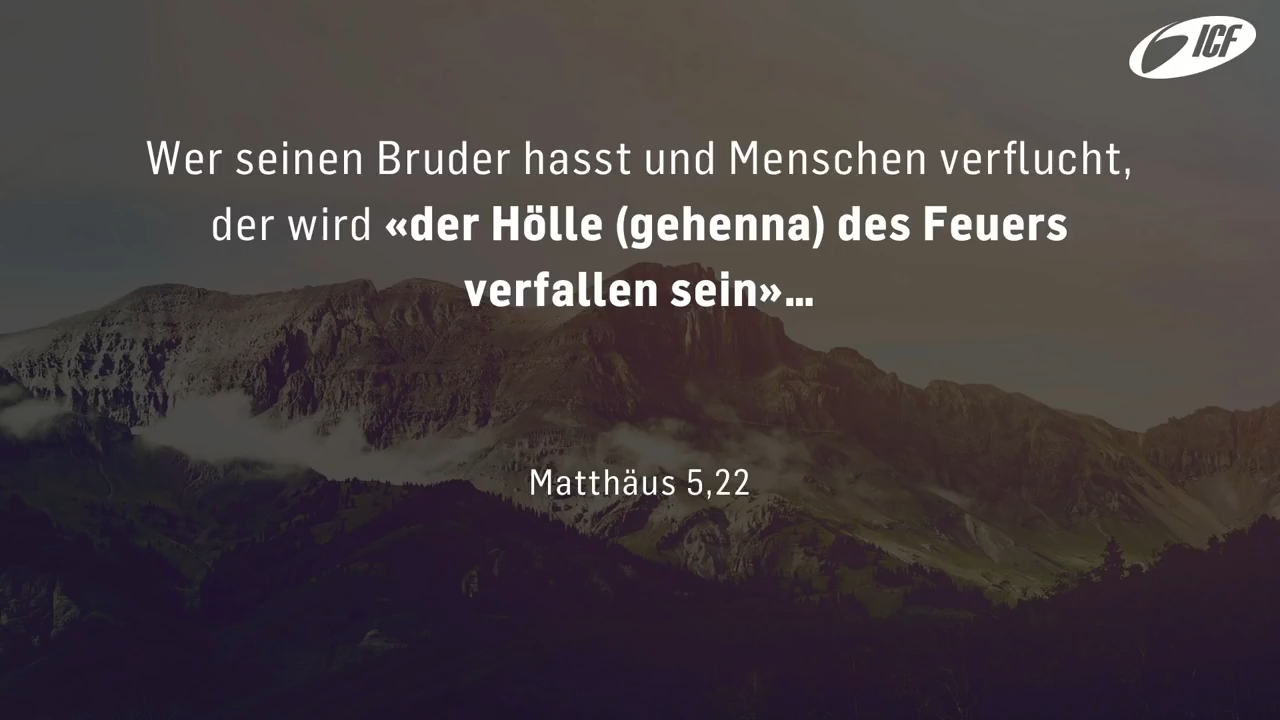 ICF
Wer seinen Bruder hasst und Menschen verflucht,
der wird «der Hölle (gehenna) des Feuers
verfallen sein»...
Matthäus 5,22